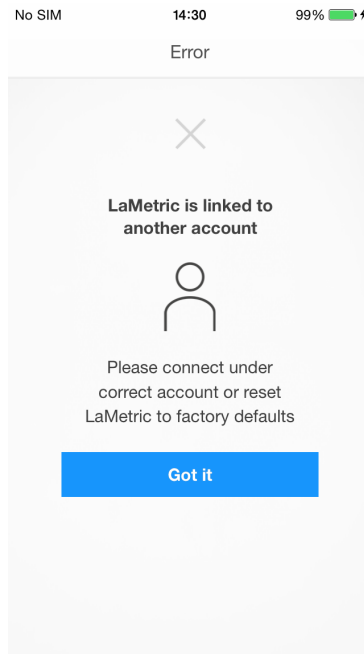 No SIM 14:30 99%
Error
LaMetric is linked to
another account
Please connect under
correct account or reset
LaMetric to factory defaults
Got it